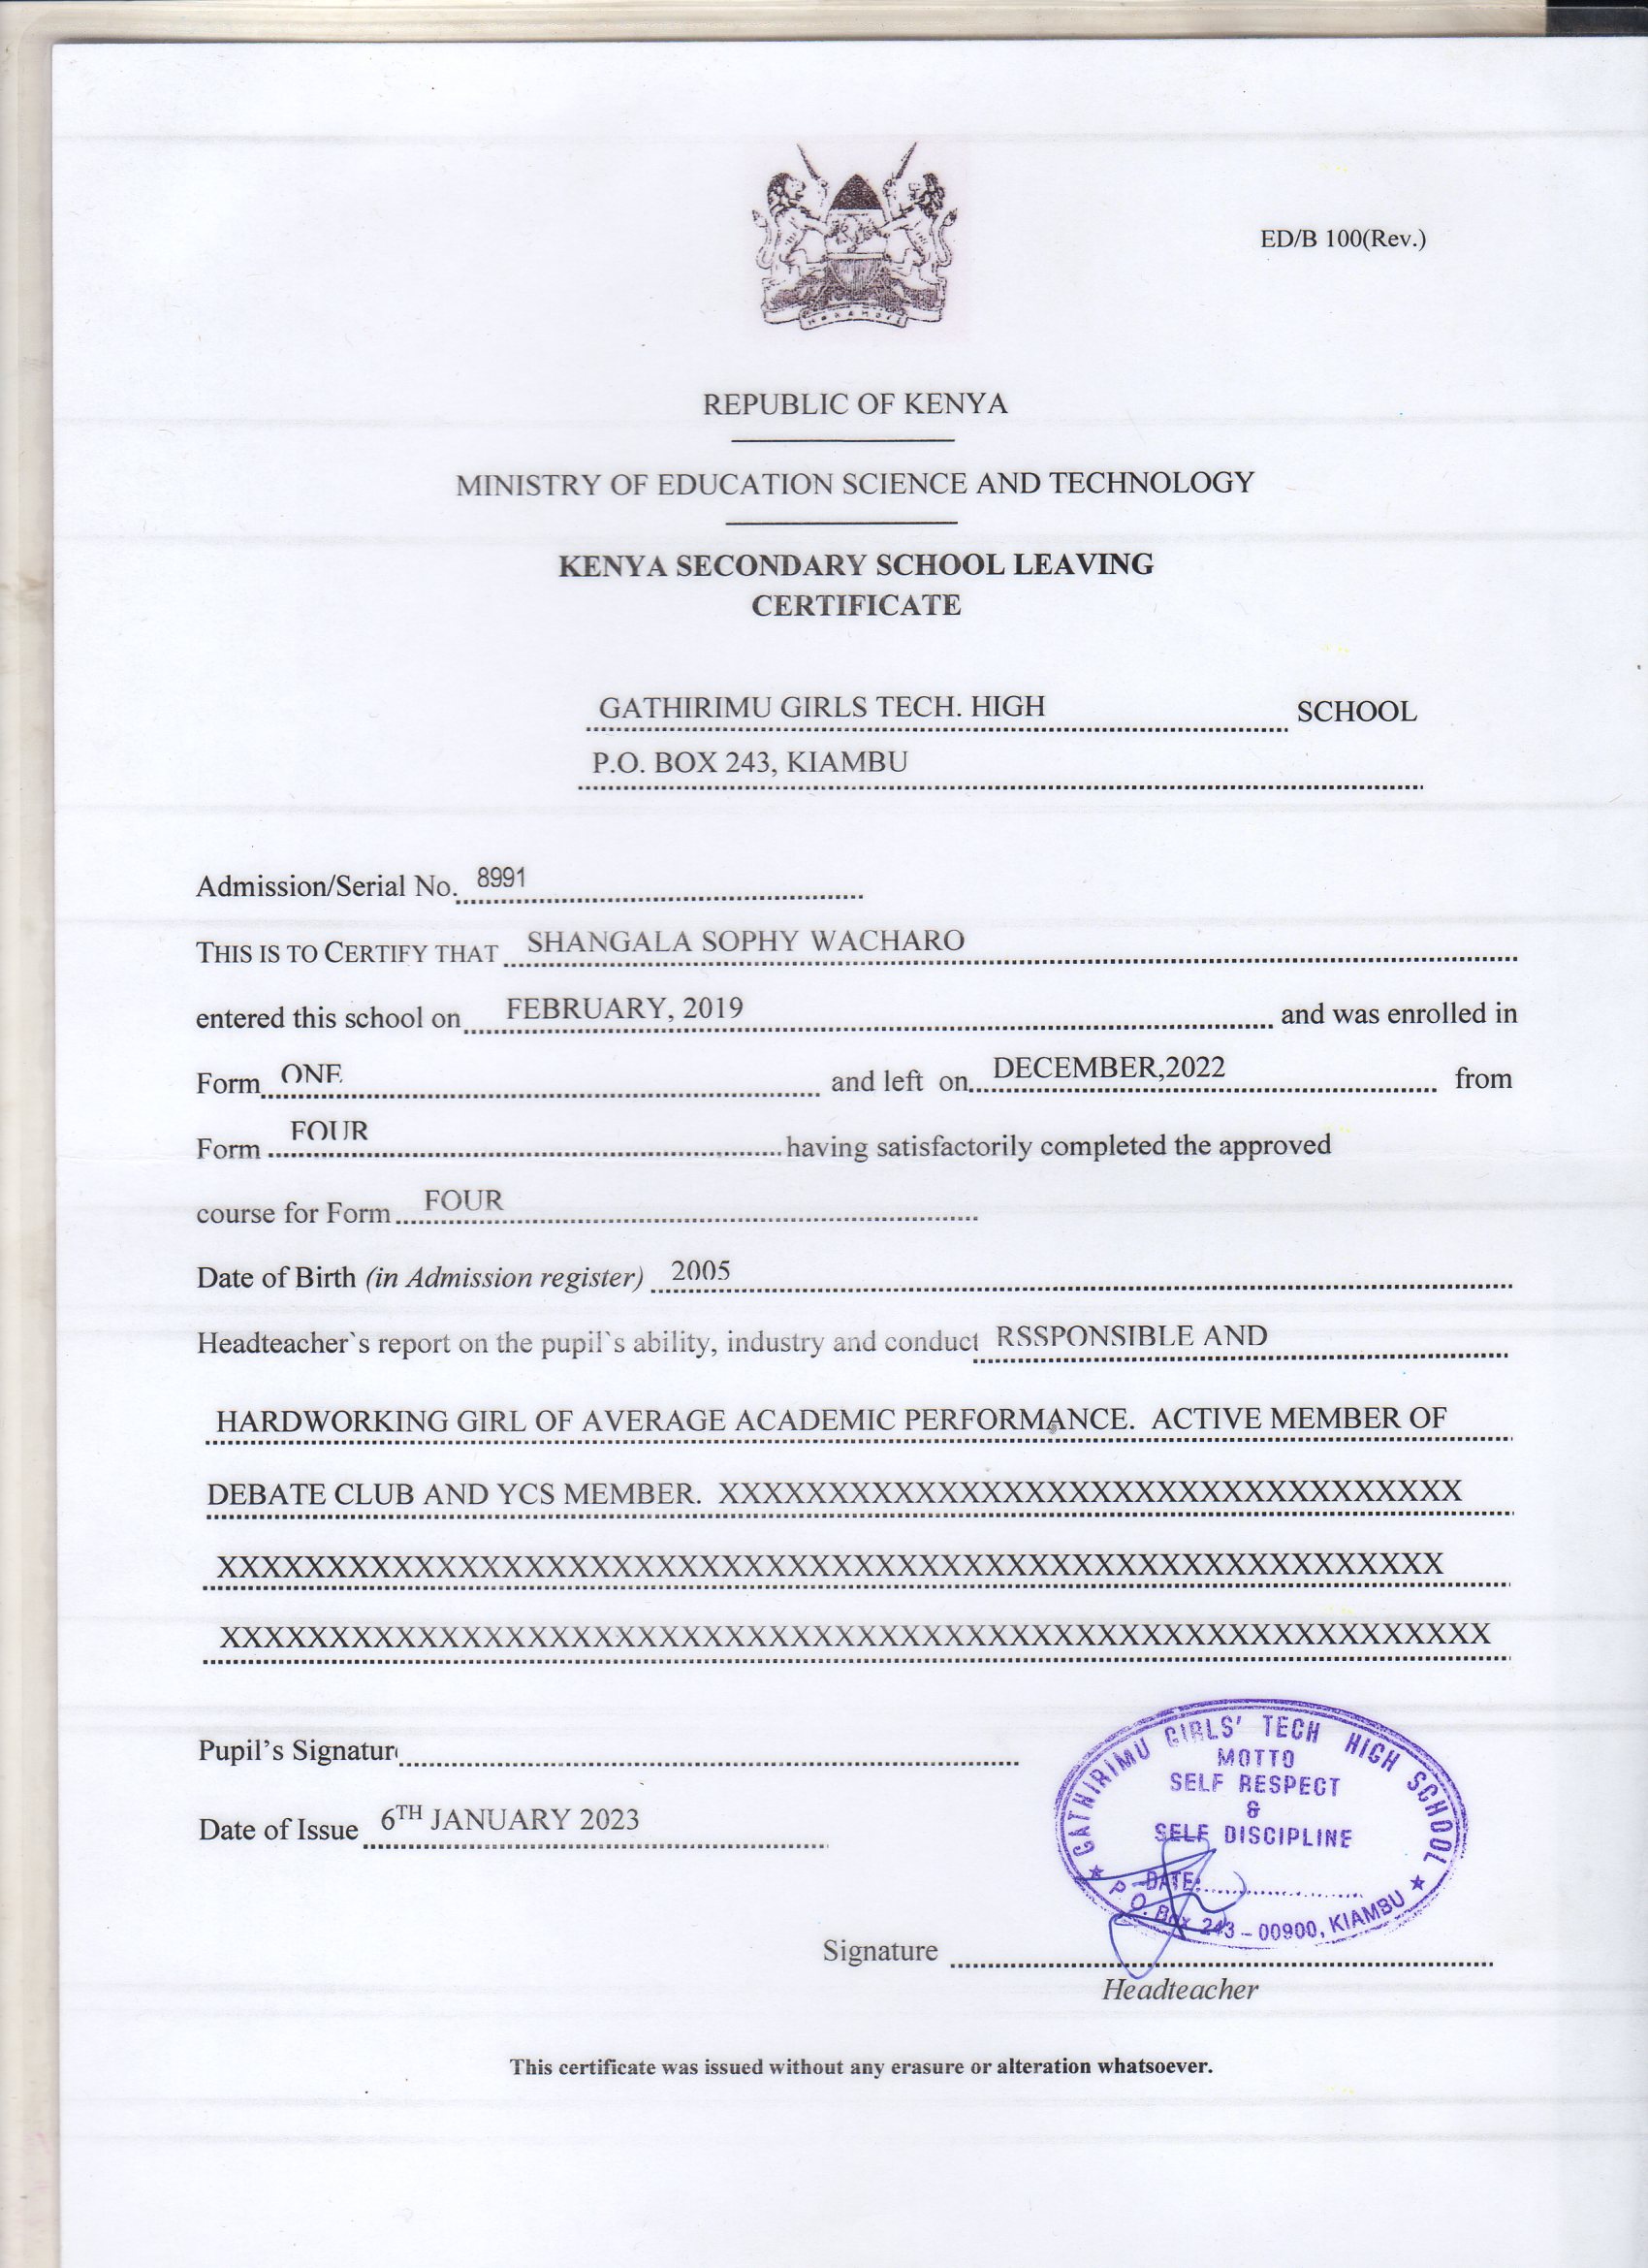 HARAMBEE
ED/B 100(Rev.)
REPUBLIC OF KENYA
MINISTRY OF EDUCATION SCIENCE AND TECHNOLOGY
KENYA SECONDARY SCHOOL LEAVING
CERTIFICATE
GATHIRIMU GIRLS TECH. HIGH SCHOOL
P.O. BOX 243, KIAMBU
Admission/Serial No. 8991
THIS IS TO CERTIFY THAT SHANGALA SOPHY WACHARO
entered this school on FEBRUARY, 2019 and was enrolled in
Form ONE and left on DECEMBER,2022 from
Form FOUR having satisfactorily completed the approved
course for Form FOUR
Date of Birth (in Admission register) 2005
Headteacher`s report on the pupil`s ability, industry and conduct RSSPONSIBLE AND
HARDWORKING GIRL OF AVERAGE ACADEMIC PERFORMANCE. ACTIVE MEMBER OF
DEBATE CLUB AND YCS MEMBER. XXXXXXXXXXXXXXXXXXXXXXXXXXXXXXXXXX
XXXXXXXXXXXXXXXXXXXXXXXXXXXXXXXXXXXXXXXXXXXXXXXXXXXXXXXX
XXXXXXXXXXXXXXXXXXXXXXXXXXXXXXXXXXXXXXXXXXXXXXXXXXXXXXXXXX
Pupil’s Signatur
GATHIRIMU GIRLS' TECH HIGH SCHOOL
MOTTO
SELF RESPECT
&
SELF DISCIPLINE
DATE:
P.O. Box 243 - 00900, KIAMBU
Date of Issue 6TH JANUARY 2023
Signature
Headteacher
This certificate was issued without any erasure or alteration whatsoever.